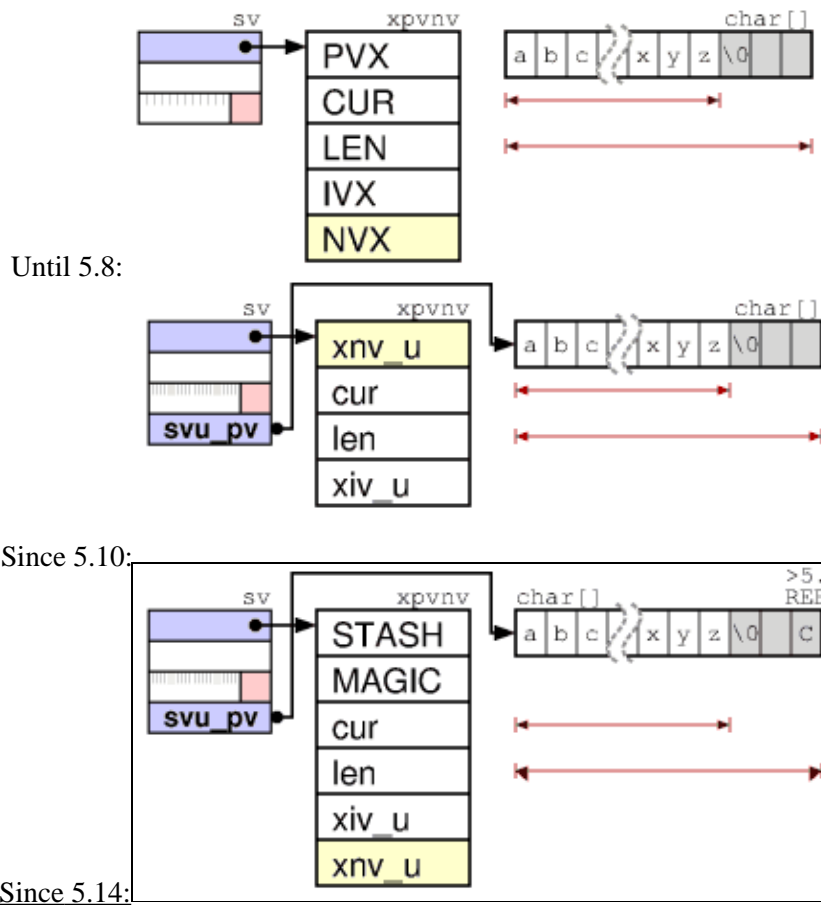 sv xpvnv char[]
PVX a b c x y z \0
CUR
LEN
IVX
NVX
Until 5.8:
sv xpvnv char[]
xnv_u a b c x y z \0
cur
svu_pv len
xiv_u
Since 5.10:
>5.
sv xpvnv char[]
STASH a b c x y z \0 C
MAGIC
svu_pv cur
len
xiv_u
xnv_u
Since 5.14: